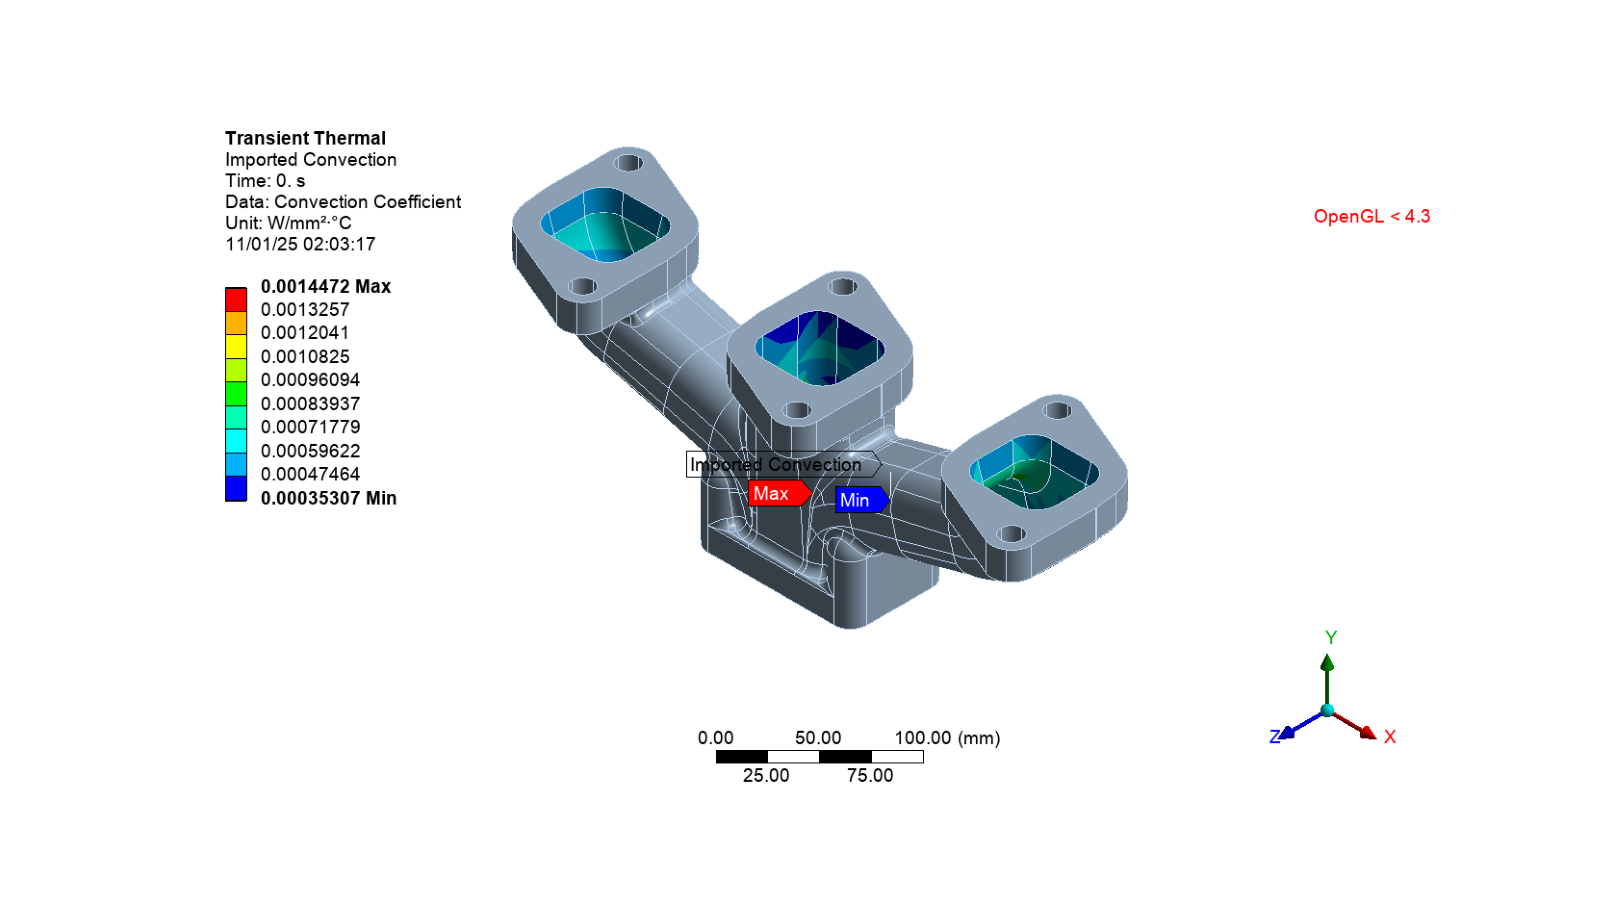 Transient Thermal
Imported Convection
Time: 0. s
Data: Convection Coefficient
Unit: W/mm²·°C
11/01/25 02:03:17
OpenGL < 4.3
0.0014472 Max
0.0013257
0.0012041
0.0010825
0.00096094
0.00083937
0.00071779
0.00059622
0.00047464
0.00035307 Min
Imported Convection
Max
Min
Y
Z
X
0.00 50.00 100.00 (mm)
25.00 75.00